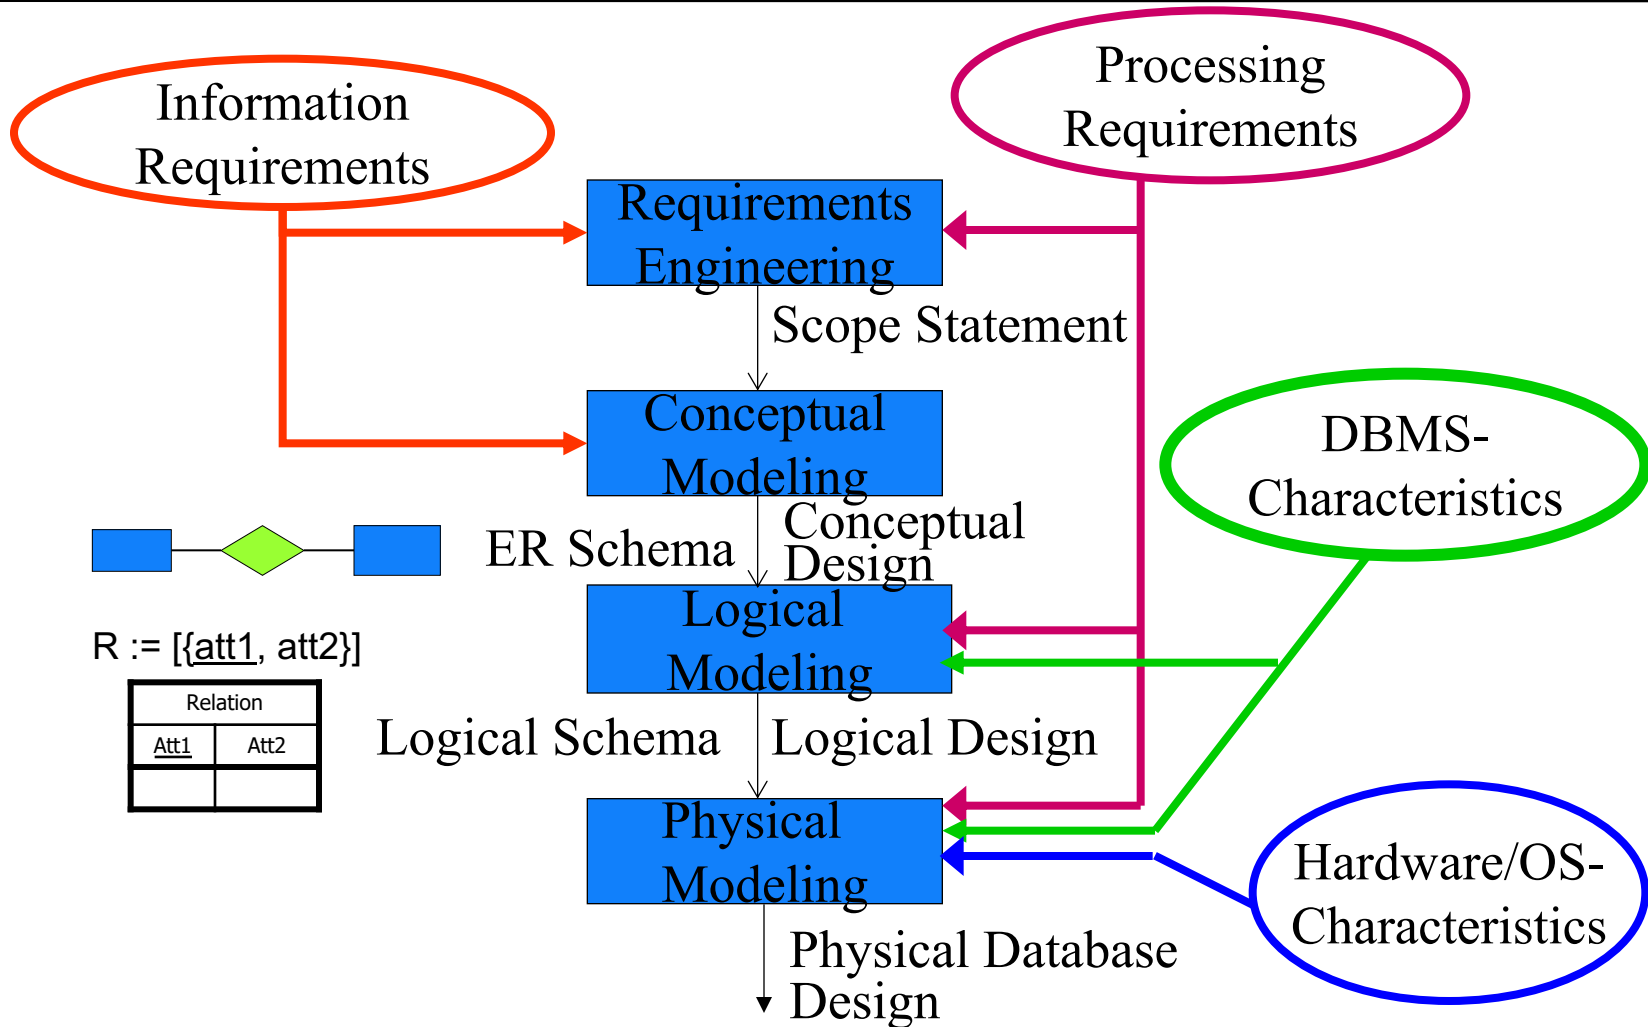 Information
Requirements
Processing
Requirements
Requirements
Engineering
Scope Statement
Conceptual
Modeling
DBMS-
Characteristics
ER Schema
Conceptual
Design
Logical
Modeling
R := [{att1, att2}]
Relation
Att1 Att2
Logical Schema
Logical Design
Physical
Modeling
Hardware/OS-
Characteristics
Physical Database
Design